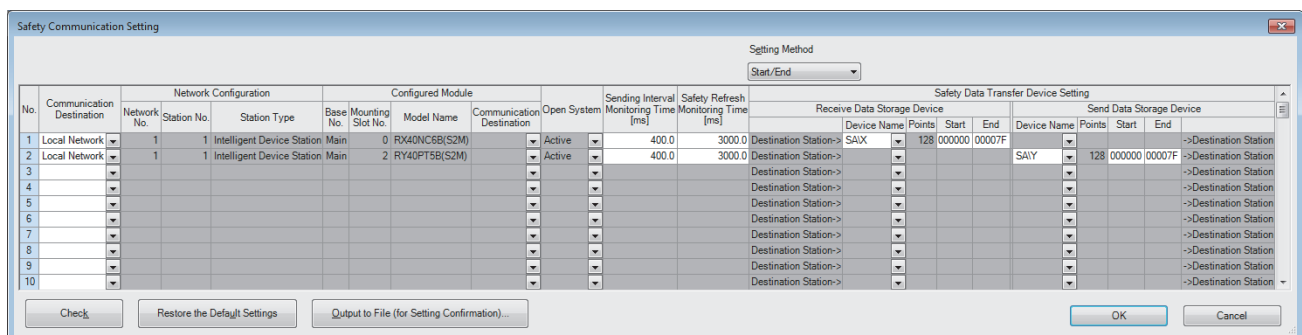 Safety Communication Setting
Setting Method
Start/End
No. Communication Destination Network Configuration Configured Module Open System Sending Interval Monitoring Time [ms] Safety Refresh Monitoring Time [ms] Safety Data Transfer Device Setting
Network No. Station No. Station Type Base No. Mounting Slot No. Model Name Communication Destination Receive Data Storage Device Send Data Storage Device
Device Name Points Start End Device Name Points Start End
1 Local Network 1 1 Intelligent Device Station Main 0 RX40NC6B(S2M) Active 400.0 3000.0 Destination Station-> SA\X 128 000000 00007F ->Destination Station
2 Local Network 1 1 Intelligent Device Station Main 2 RY40PT5B(S2M) Active 400.0 3000.0 Destination Station-> SA\Y 128 000000 00007F ->Destination Station
3 Destination Station-> ->Destination Station
4 Destination Station-> ->Destination Station
5 Destination Station-> ->Destination Station
6 Destination Station-> ->Destination Station
7 Destination Station-> ->Destination Station
8 Destination Station-> ->Destination Station
9 Destination Station-> ->Destination Station
10 Destination Station-> ->Destination Station
Check Restore the Default Settings Output to File (for Setting Confirmation)... OK Cancel